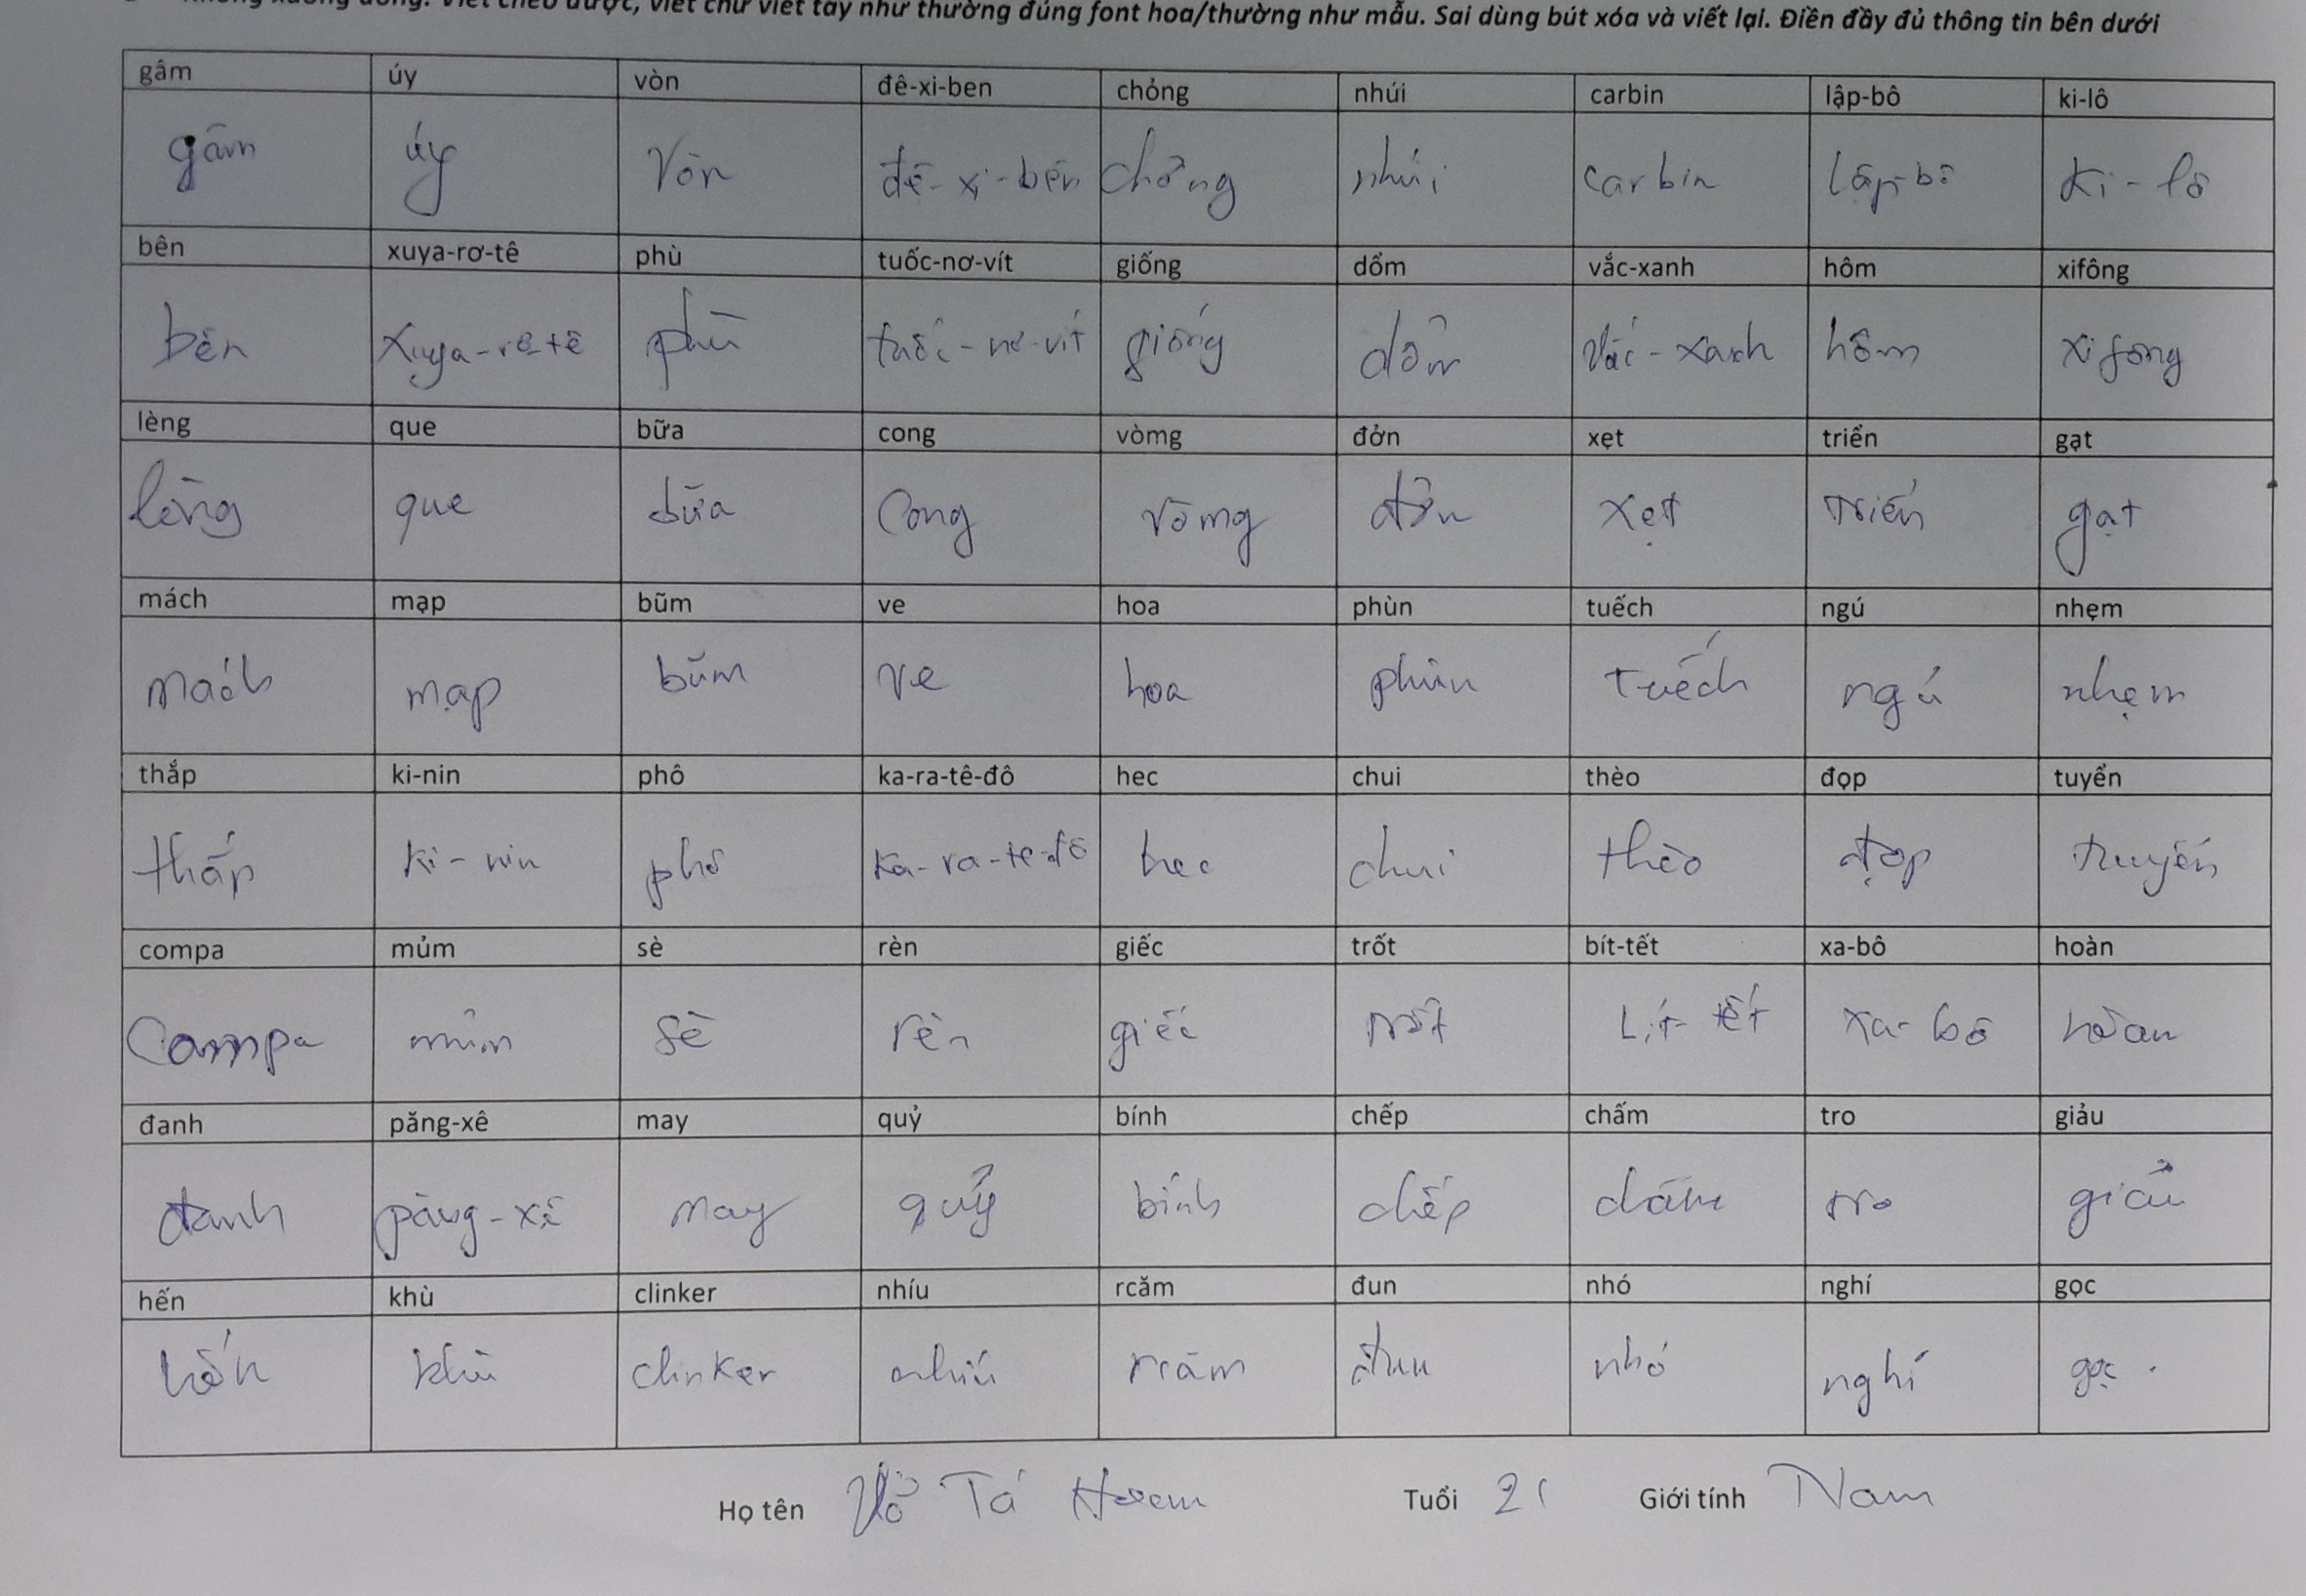 không xuống dòng. Viết chéo được, viết chữ viết tay như thường đúng font hoa/thường như mẫu. Sai dùng bút xóa và viết lại. Điền đầy đủ thông tin bên dưới
gâm úy vòn đê-xi-ben chỏng nhúi carbin lập-bô ki-lô
gâm úy vòn đê-xi-bên chỏng nhúi carbin lập-bô ki-lô
bên xuya-rơ-tê phù tuốc-nơ-vít giống dổm vắc-xanh hôm xifông
bên xuya-rơ-tê phù tuốc-nơ-vít giống dổm vắc-xanh hôm xifông
lèng que bữa cong vòmg đởn xẹt triển gạt
lèng que bữa cong vòmg đởn xẹt triển gạt
mách mạp bũm ve hoa phùn tuếch ngú nhẹm
mách mạp bũm ve hoa phùn tuếch ngú nhẹm
thắp ki-nin phô ka-ra-tê-đô hec chui thèo đọp tuyển
thắp ki-nin phô ka-ra-tê-đô hec chui thèo đọp tuyển
compa mủm sè rèn giếc trốt bít-tết xa-bô hoàn
compa mủm sè rèn giếc trốt bít-tết xa-bô hoàn
đanh păng-xê may quỷ bính chếp chấm tro giảu
đanh păng-xê may quỷ bính chếp chấm tro giảu
hến khù clinker nhíu rcăm đun nhó nghí gọc
hến khù clinker nhíu rcăm đun nhó nghí gọc
Họ tên Võ Tá Tuổi 21 Giới tính Nam